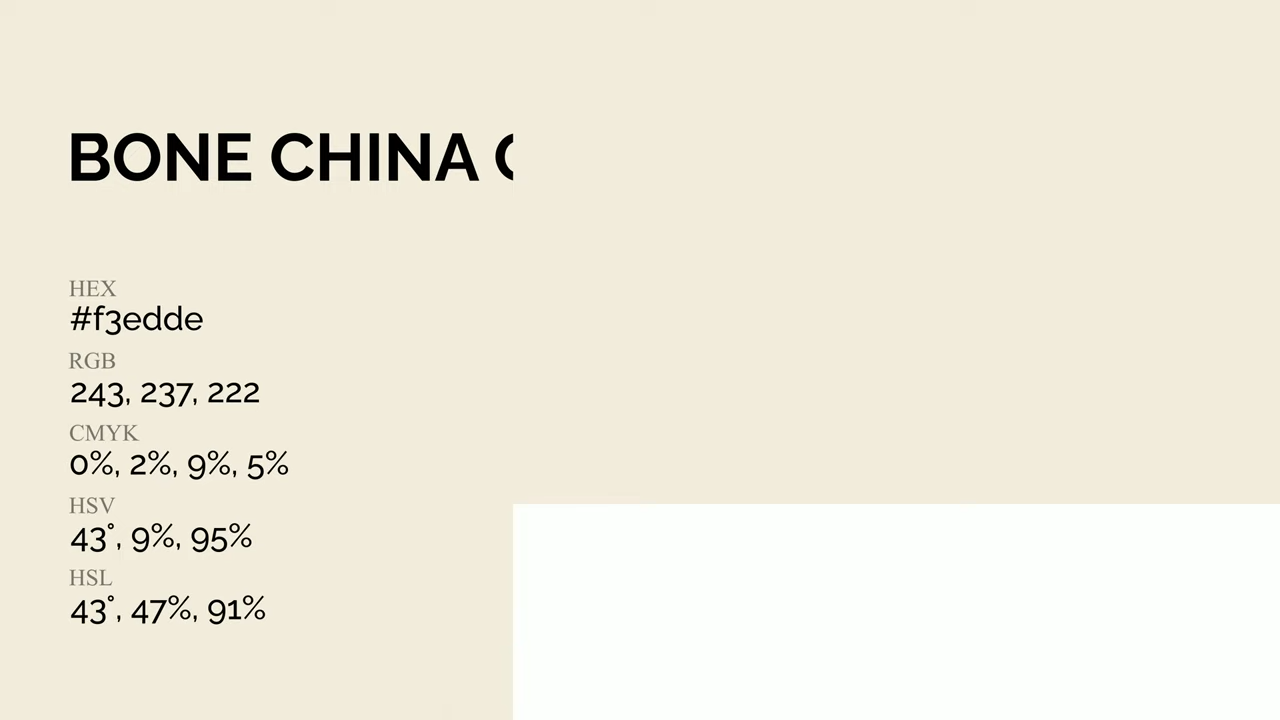 BONE CHINA
HEX
#f3edde
RGB
243, 237, 222
CMYK
0%, 2%, 9%, 5%
HSV
43°, 9%, 95%
HSL
43°, 47%, 91%